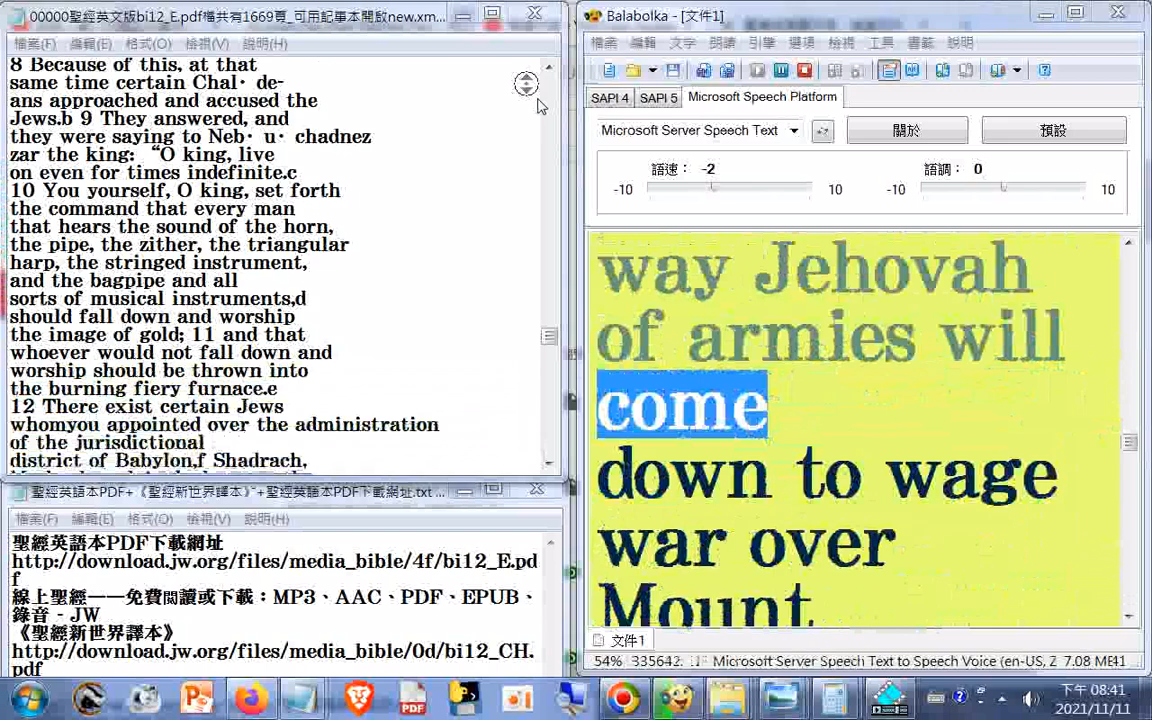 00000聖經英文版bi12_E.pdf檔共有1669頁_可用記事本開啟new.xm...
檔案(F) 編輯(E) 格式(O) 檢視(V) 說明(H)
8 Because of this, at that
same time certain Chal· de-
ans approached and accused the
Jews.b 9 They answered, and
they were saying to Neb· u· chadnez
zar the king: “O king, live
on even for times indefinite.c
10 You yourself, O king, set forth
the command that every man
that hears the sound of the horn,
the pipe, the zither, the triangular
harp, the stringed instrument,
and the bagpipe and all
sorts of musical instruments,d
should fall down and worship
the image of gold; 11 and that
whoever would not fall down and
worship should be thrown into
the burning fiery furnace.e
12 There exist certain Jews
whomyou appointed over the administration
of the jurisdictional
district of Babylon,f Shadrach,
聖經英語本PDF+《聖經新世界譯本》+聖經英語本PDF下載網址.txt ...
檔案(F) 編輯(E) 格式(O) 檢視(V) 說明(H)
聖經英語本PDF下載網址
http://download.jw.org/files/media_bible/4f/bi12_E.pd
f
線上聖經——免費閱讀或下載：MP3、AAC、PDF、EPUB、
錄音 - JW
《聖經新世界譯本》
http://download.jw.org/files/media_bible/0d/bi12_CH.
pdf
Balabolka - [文件1]
檔案 編輯 文字 朗讀 引擎 選項 檢視 工具 書籤 說明
SAPI 4 SAPI 5 Microsoft Speech Platform
Microsoft Server Speech Text 關於 預設
語速： -2 語調： 0
-10 10 -10 10
way Jehovah
of armies will
come
down to wage
war over
Mount
文件1
54% 335642. Microsoft Server Speech Text to Speech Voice (en-US, Z 7.08 ME41
下午 08:41
2021/11/11